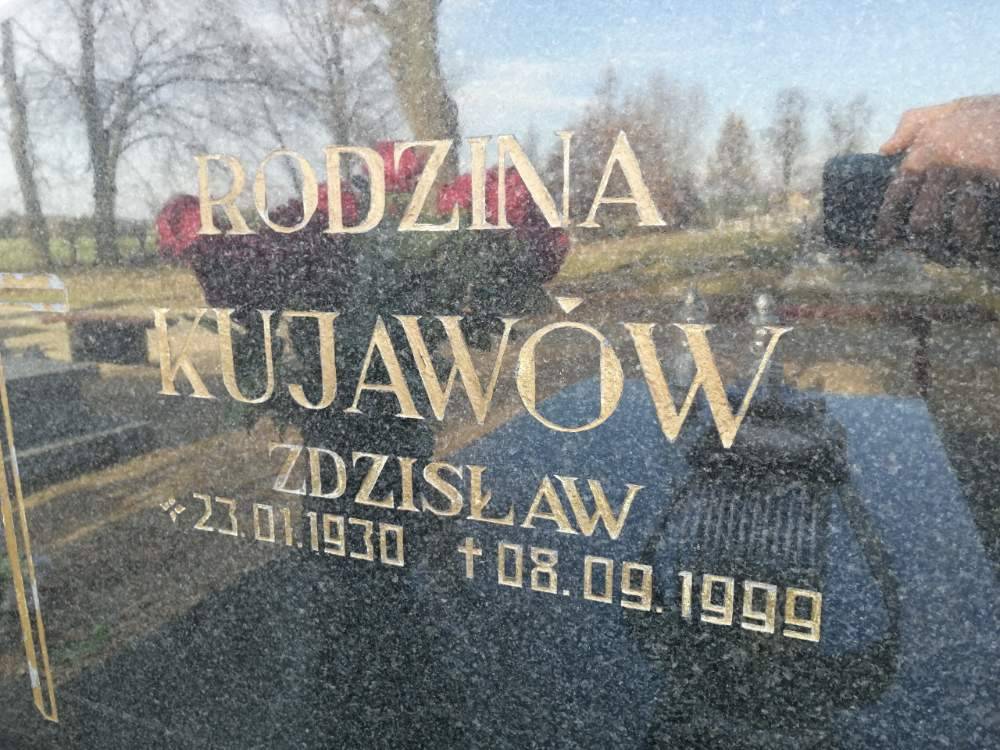 RODZINA
KUJAWÓW
ZDZISŁAW
23.01.1930 †08.09.1999